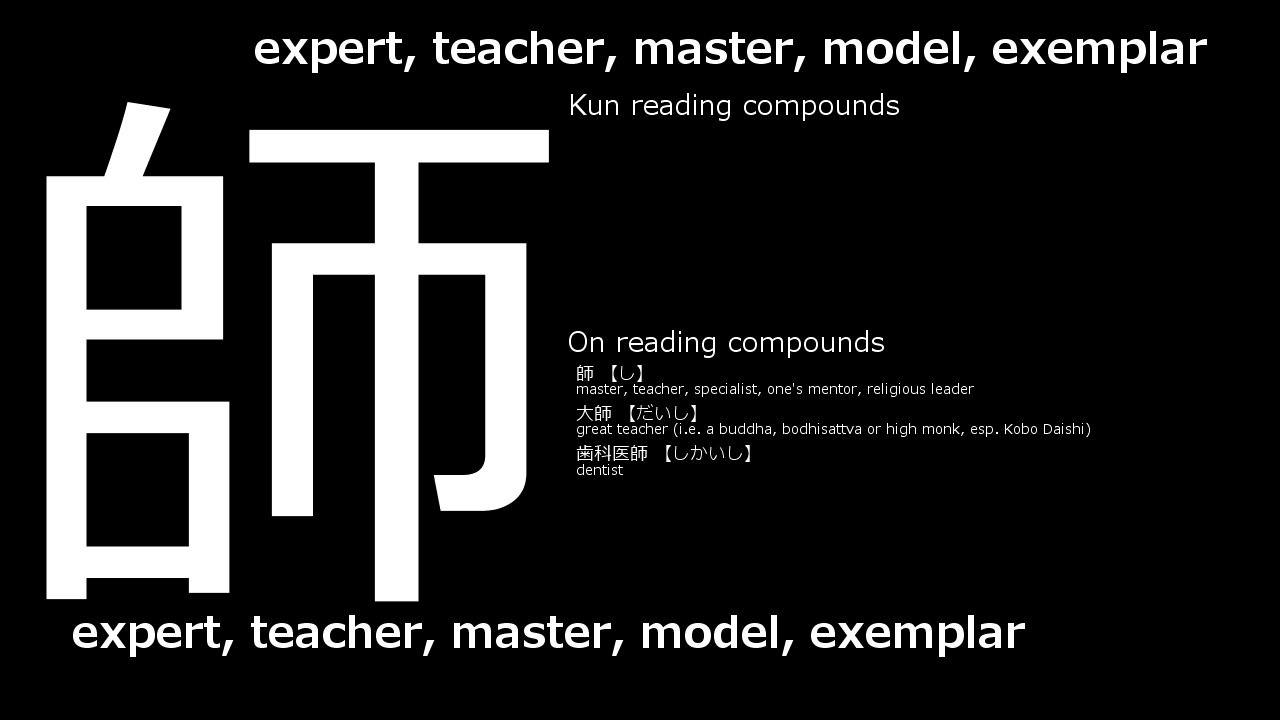 expert, teacher, master, model, exemplar
師
Kun reading compounds
On reading compounds
師 【し】
master, teacher, specialist, one's mentor, religious leader
大師 【だいし】
great teacher (i.e. a buddha, bodhisattva or high monk, esp. Kobo Daishi)
歯科医師 【しかいし】
dentist
expert, teacher, master, model, exemplar